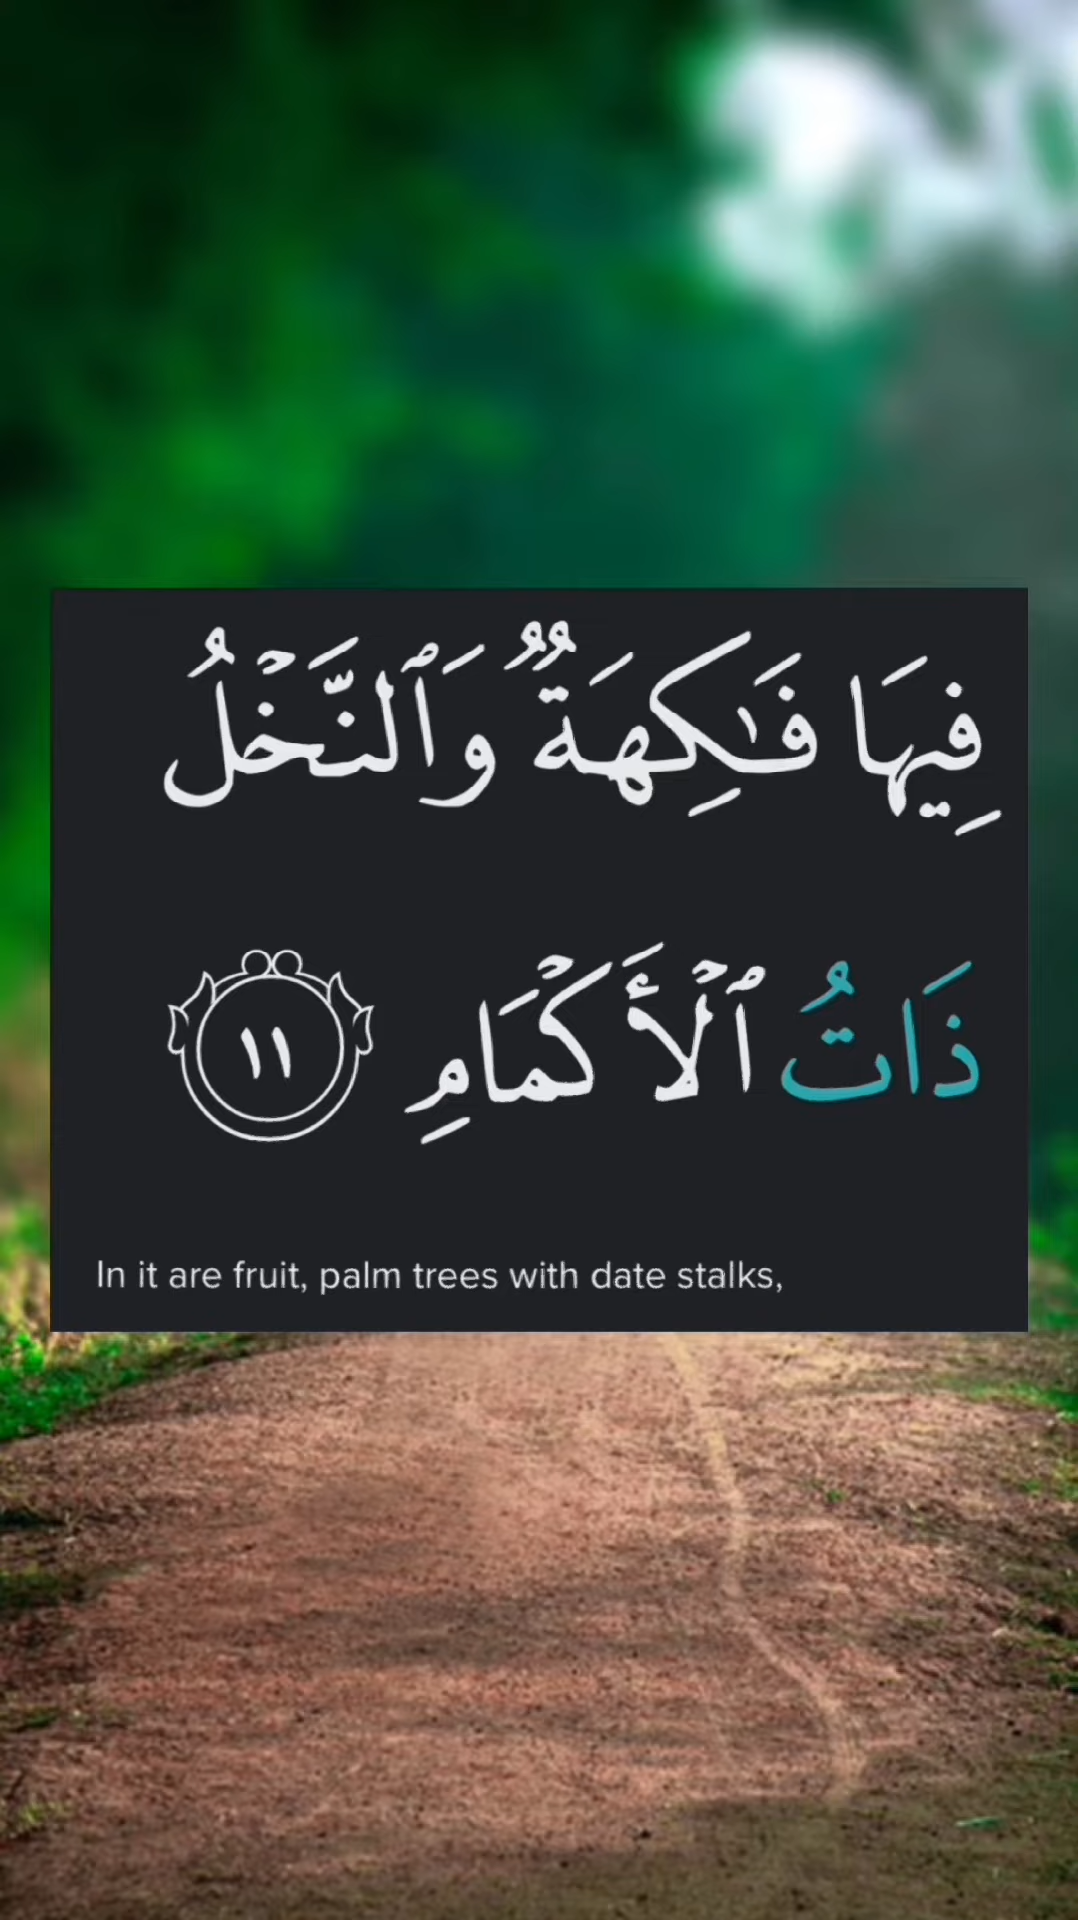 فِيهَا فَـٰكِهَةٌ وَٱلنَّخْلُ
ذَاتُ ٱلْأَكْمَامِ ١١
In it are fruit, palm trees with date stalks,